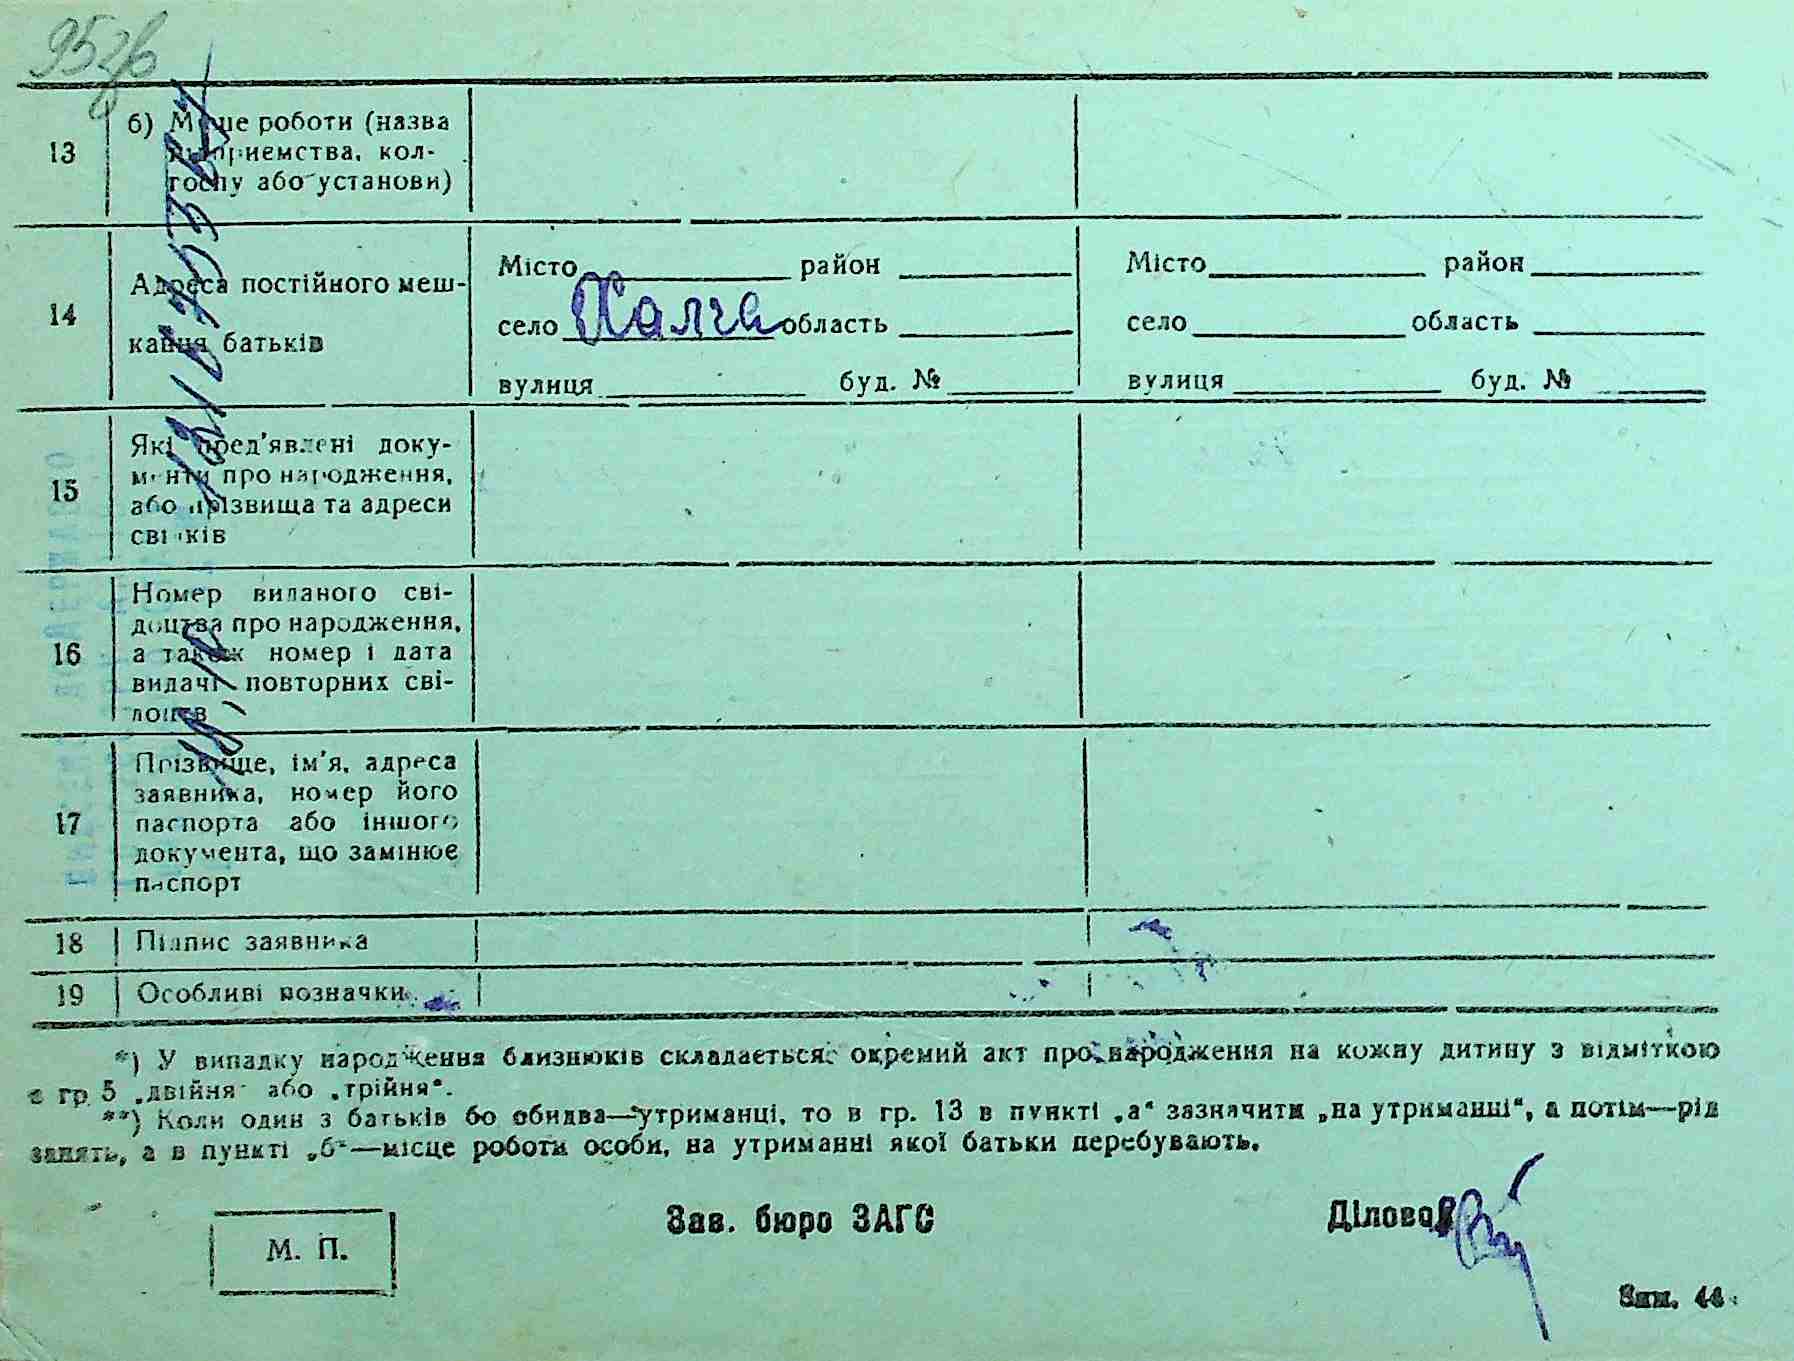 95зв
13
б) Місце роботи (назва
підприємства, кол-
госпу або установи)
14
Адреса постійного меш-
кання батьків
Місто район
село Халча область
вулиця буд. №
Місто район
село область
вулиця буд. №
15
Які пред'явлені доку-
менти про народження,
або прізвища та адреси
свідків
16
Номер виданого сві-
доцтва про народження,
а також номер і дата
видачі повторних сві-
доцтв
17
Прізвище, ім'я, адреса
заявника, номер його
паспорта або іншого
документа, що замінює
паспорт
18
Підпис заявника
19
Особливі позначки
*) У випадку народження близнюків складається окремий акт про народження на кожну дитину з відміткою
в гр. 5 „двійня" або „трійня".
**) Коли один з батьків бо обидва—утриманці, то в гр. 13 в пункті „а" зазначити „на утриманні", а потім—рід
занять, а в пункті „б"—місце роботи особи, на утриманні якої батьки перебувають.
М. П.
Зав. бюро ЗАГС
Діловод
Зам. 44